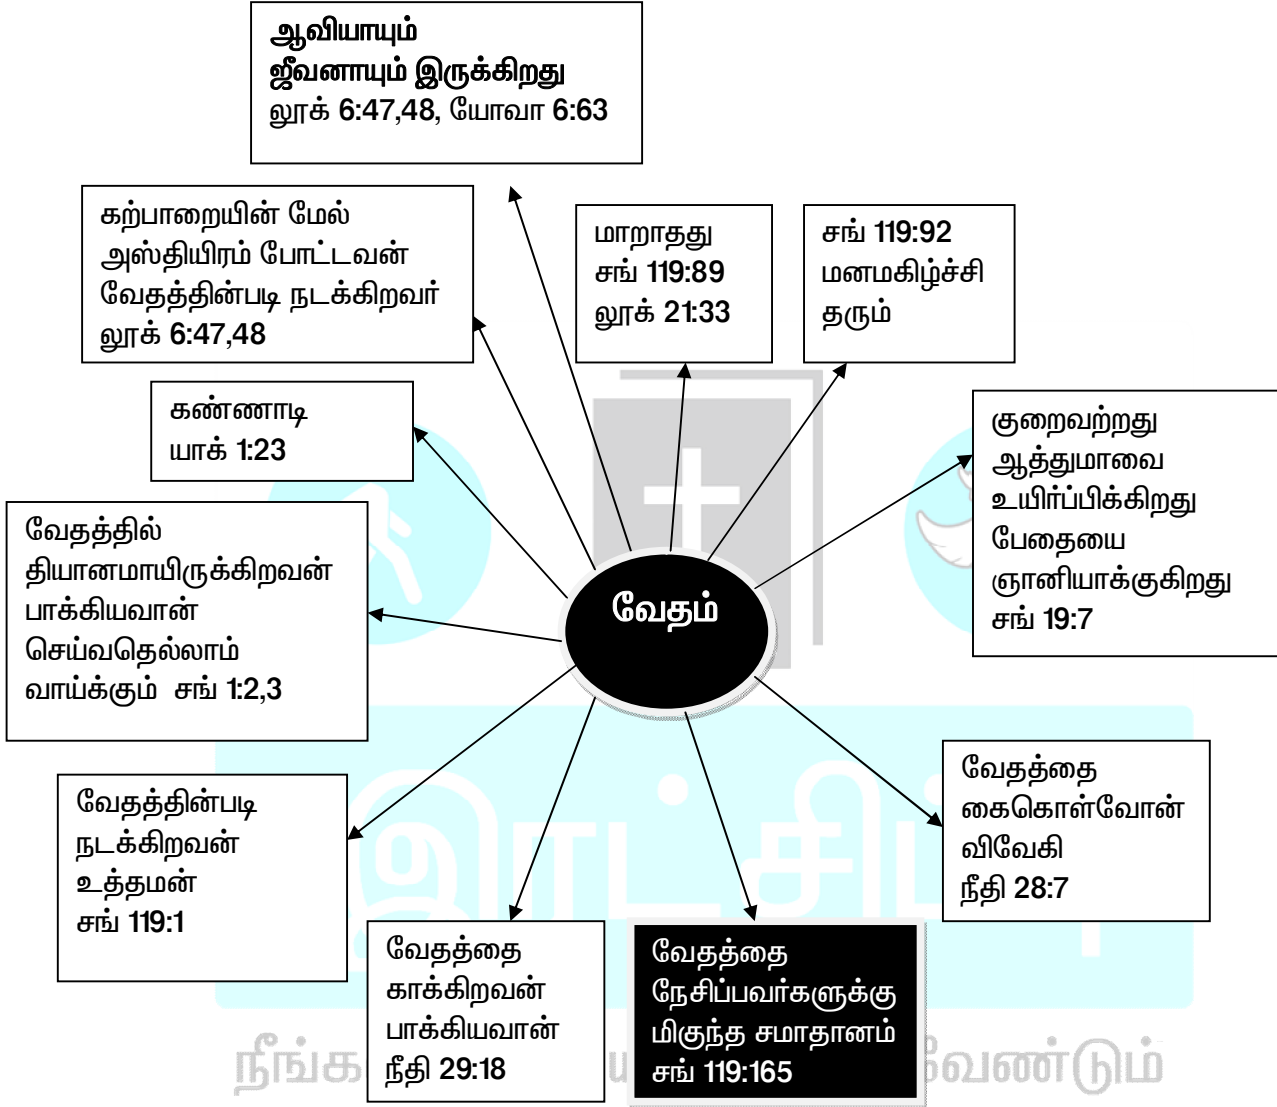 ஆவியாயும்
ஜீவனாயும் இருக்கிறது
லூக் 6:47,48, யோவா 6:63
கற்பாறையின் மேல்
அஸ்தியிரம் போட்டவன்
வேதத்தின்படி நடக்கிறவர்
லூக் 6:47,48
மாறாதது
சங் 119:89
லூக் 21:33
சங் 119:92
மனமகிழ்ச்சி
தரும்
கண்ணாடி
யாக் 1:23
குறைவற்றது
ஆத்துமாவை
உயிர்ப்பிக்கிறது
பேதையை
ஞானியாக்குகிறது
சங் 19:7
வேதத்தில்
தியானமாயிருக்கிறவன்
பாக்கியவான்
செய்வதெல்லாம்
வாய்க்கும் சங் 1:2,3
வேதம்
வேதத்தை
கைகொள்வோன்
விவேகி
நீதி 28:7
வேதத்தின்படி
நடக்கிறவன்
உத்தமன்
சங் 119:1
வேதத்தை
காக்கிறவன்
பாக்கியவான்
நீதி 29:18
வேதத்தை
நேசிப்பவர்களுக்கு
மிகுந்த சமாதானம்
சங் 119:165
வேண்டும்